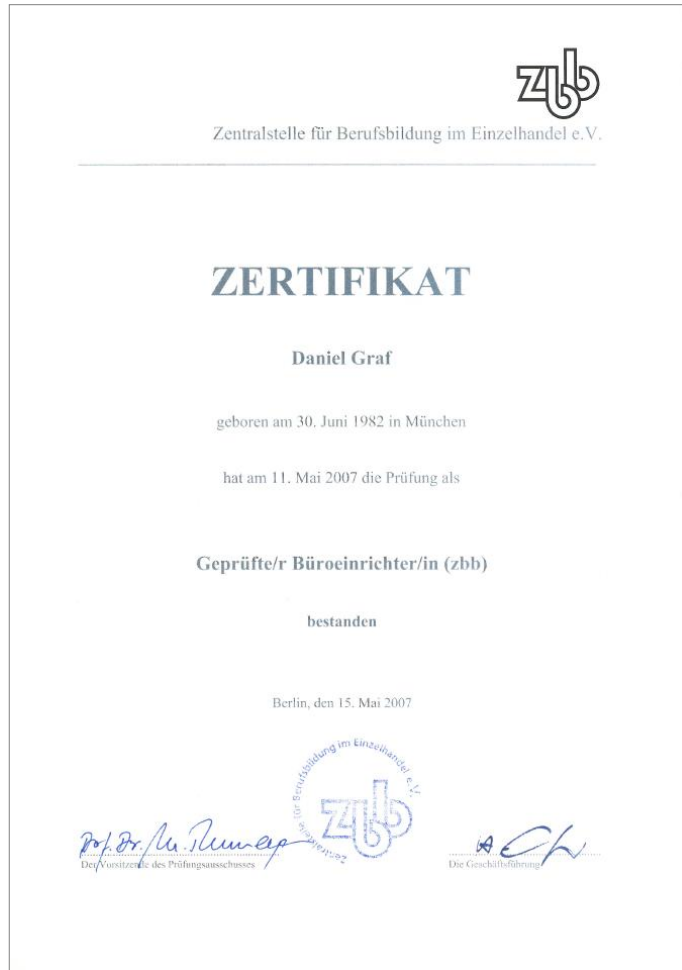 zbb
Zentralstelle für Berufsbildung im Einzelhandel e.V.
ZERTIFIKAT
Daniel Graf
geboren am 30. Juni 1982 in München
hat am 11. Mai 2007 die Prüfung als
Geprüfte/r Büroeinrichter/in (zbb)
bestanden
Berlin, den 15. Mai 2007
Zentralstelle für Berufsbildung im Einzelhandel e.V.
zbb
Prof. Dr. M.
Der Vorsitzende des Prüfungsausschusses
Die Geschäftsführung